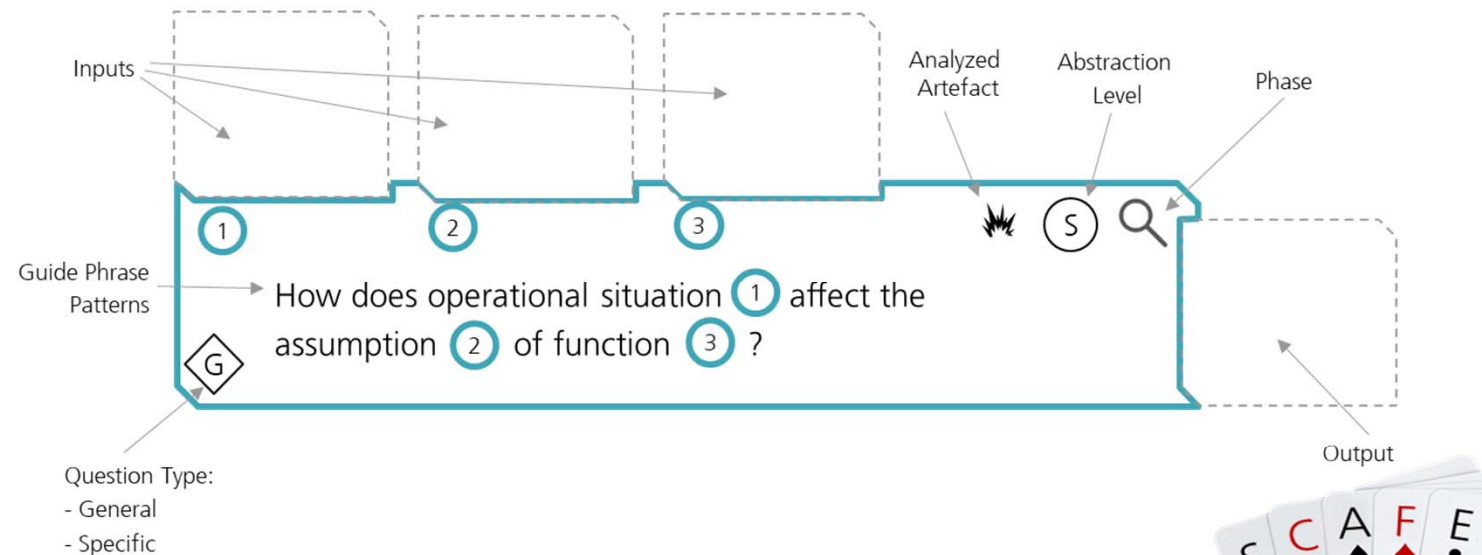 Inputs
Analyzed
Artefact
Abstraction
Level
Phase
1
2
3
S
Guide Phrase
Patterns
How does operational situation 1 affect the
assumption 2 of function 3 ?
G
Question Type:
- General
- Specific
Output
S C A F E